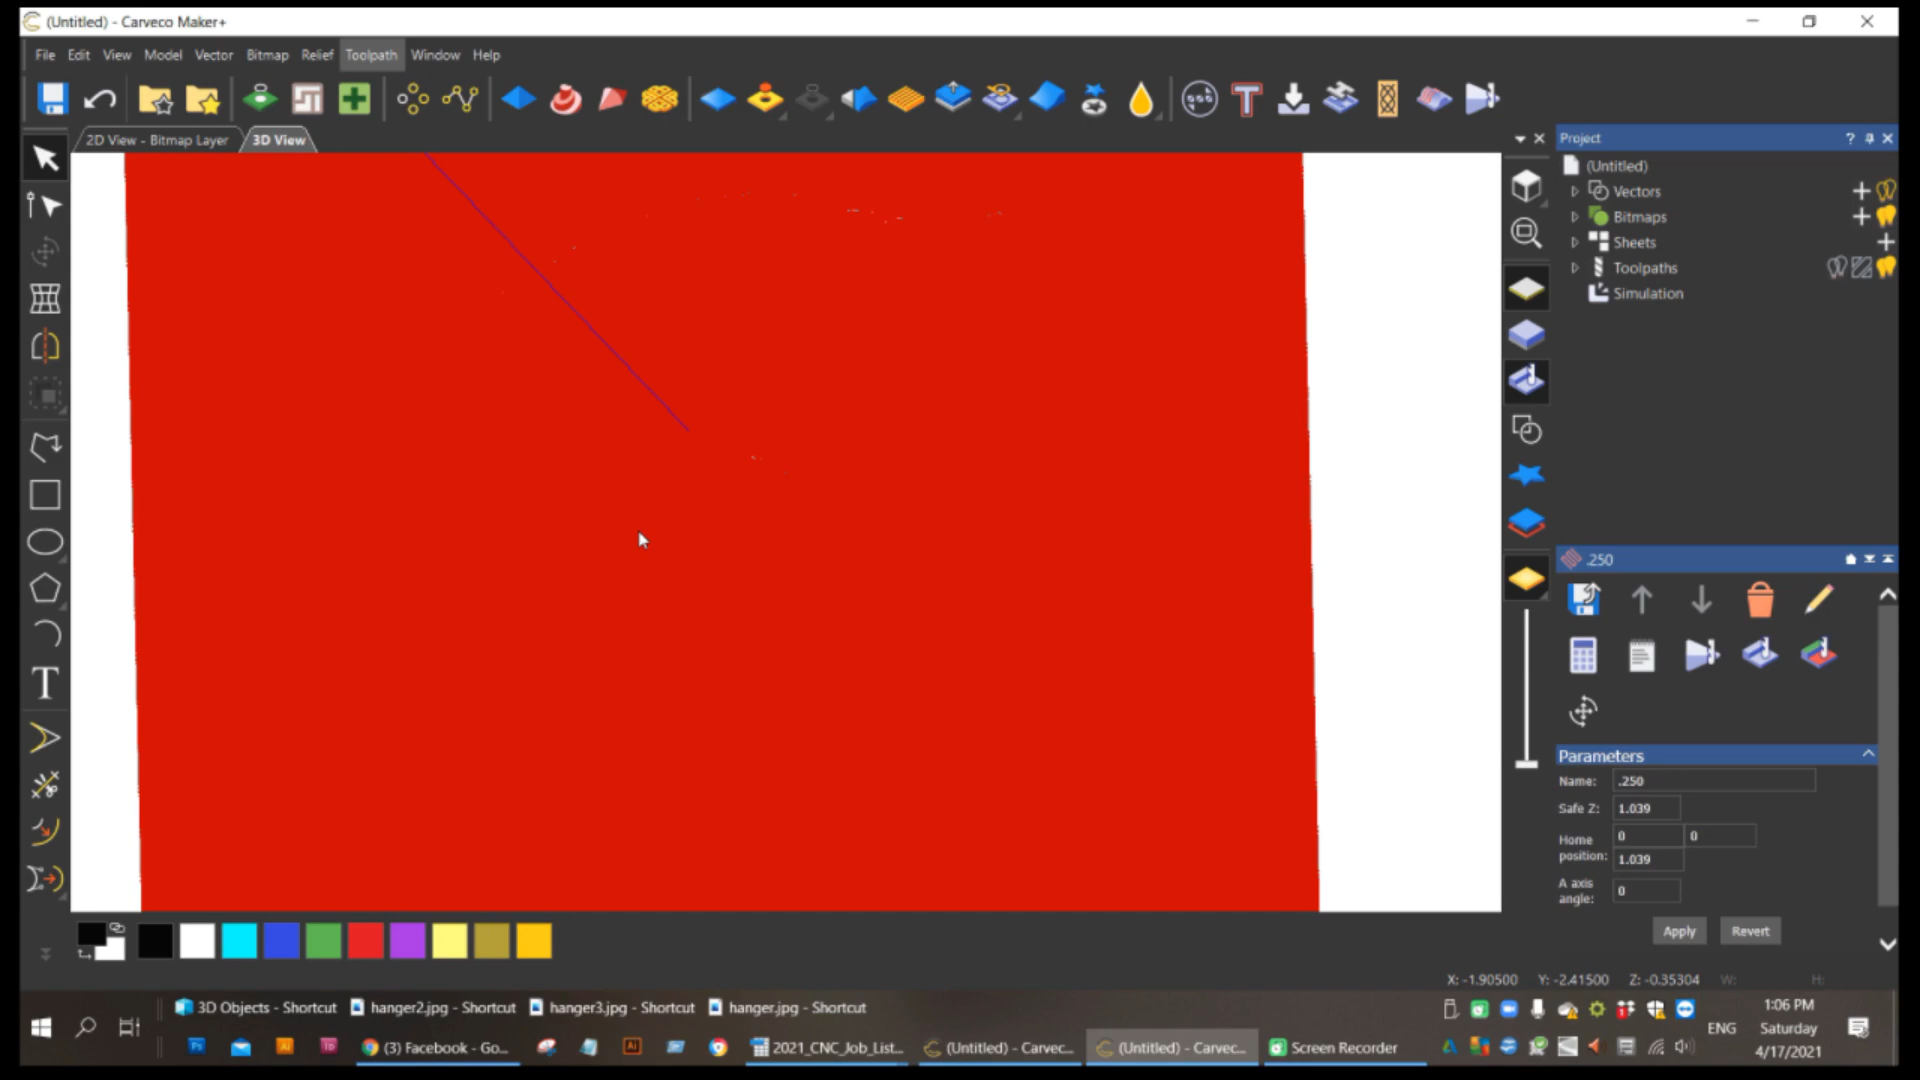 (Untitled) - Carveco Maker+
File Edit View Model Vector Bitmap Relief Toolpath Window Help
2D View - Bitmap Layer 3D View
Project ?
(Untitled)
Vectors
Bitmaps
Sheets
Toolpaths
Simulation
.250
Parameters
Name: .250
Safe Z: 1.039
Home position: 0 0
1.039
A axis angle: 0
Apply Revert
X: -1.90500 Y: -2.41500 Z: -0.35304 W: H:
3D Objects - Shortcut hanger2.jpg - Shortcut hanger3.jpg - Shortcut hanger.jpg - Shortcut
1:06 PM
ENG Saturday
4/17/2021
(3) Facebook - Go... 2021_CNC_Job_List... (Untitled) - Carvec... (Untitled) - Carvec... Screen Recorder